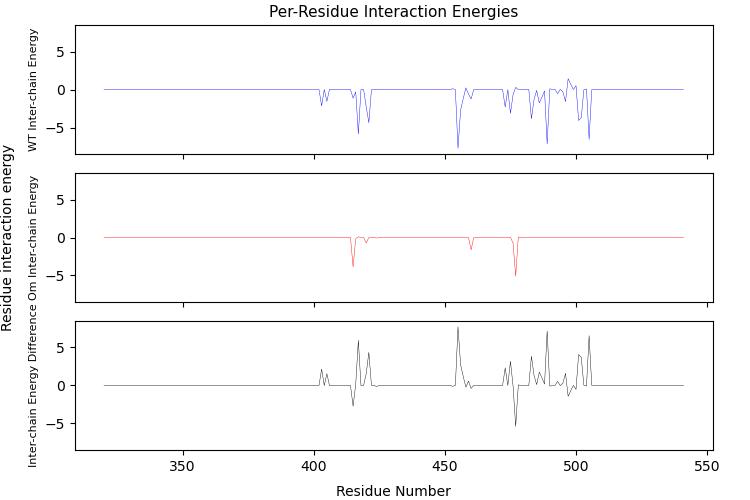 Per-Residue Interaction Energies
Residue interaction energy
WT Inter-chain Energy
5
0
−5
Om Inter-chain Energy
5
0
−5
Inter-chain Energy Difference
5
0
−5
350
400
450
500
550
Residue Number